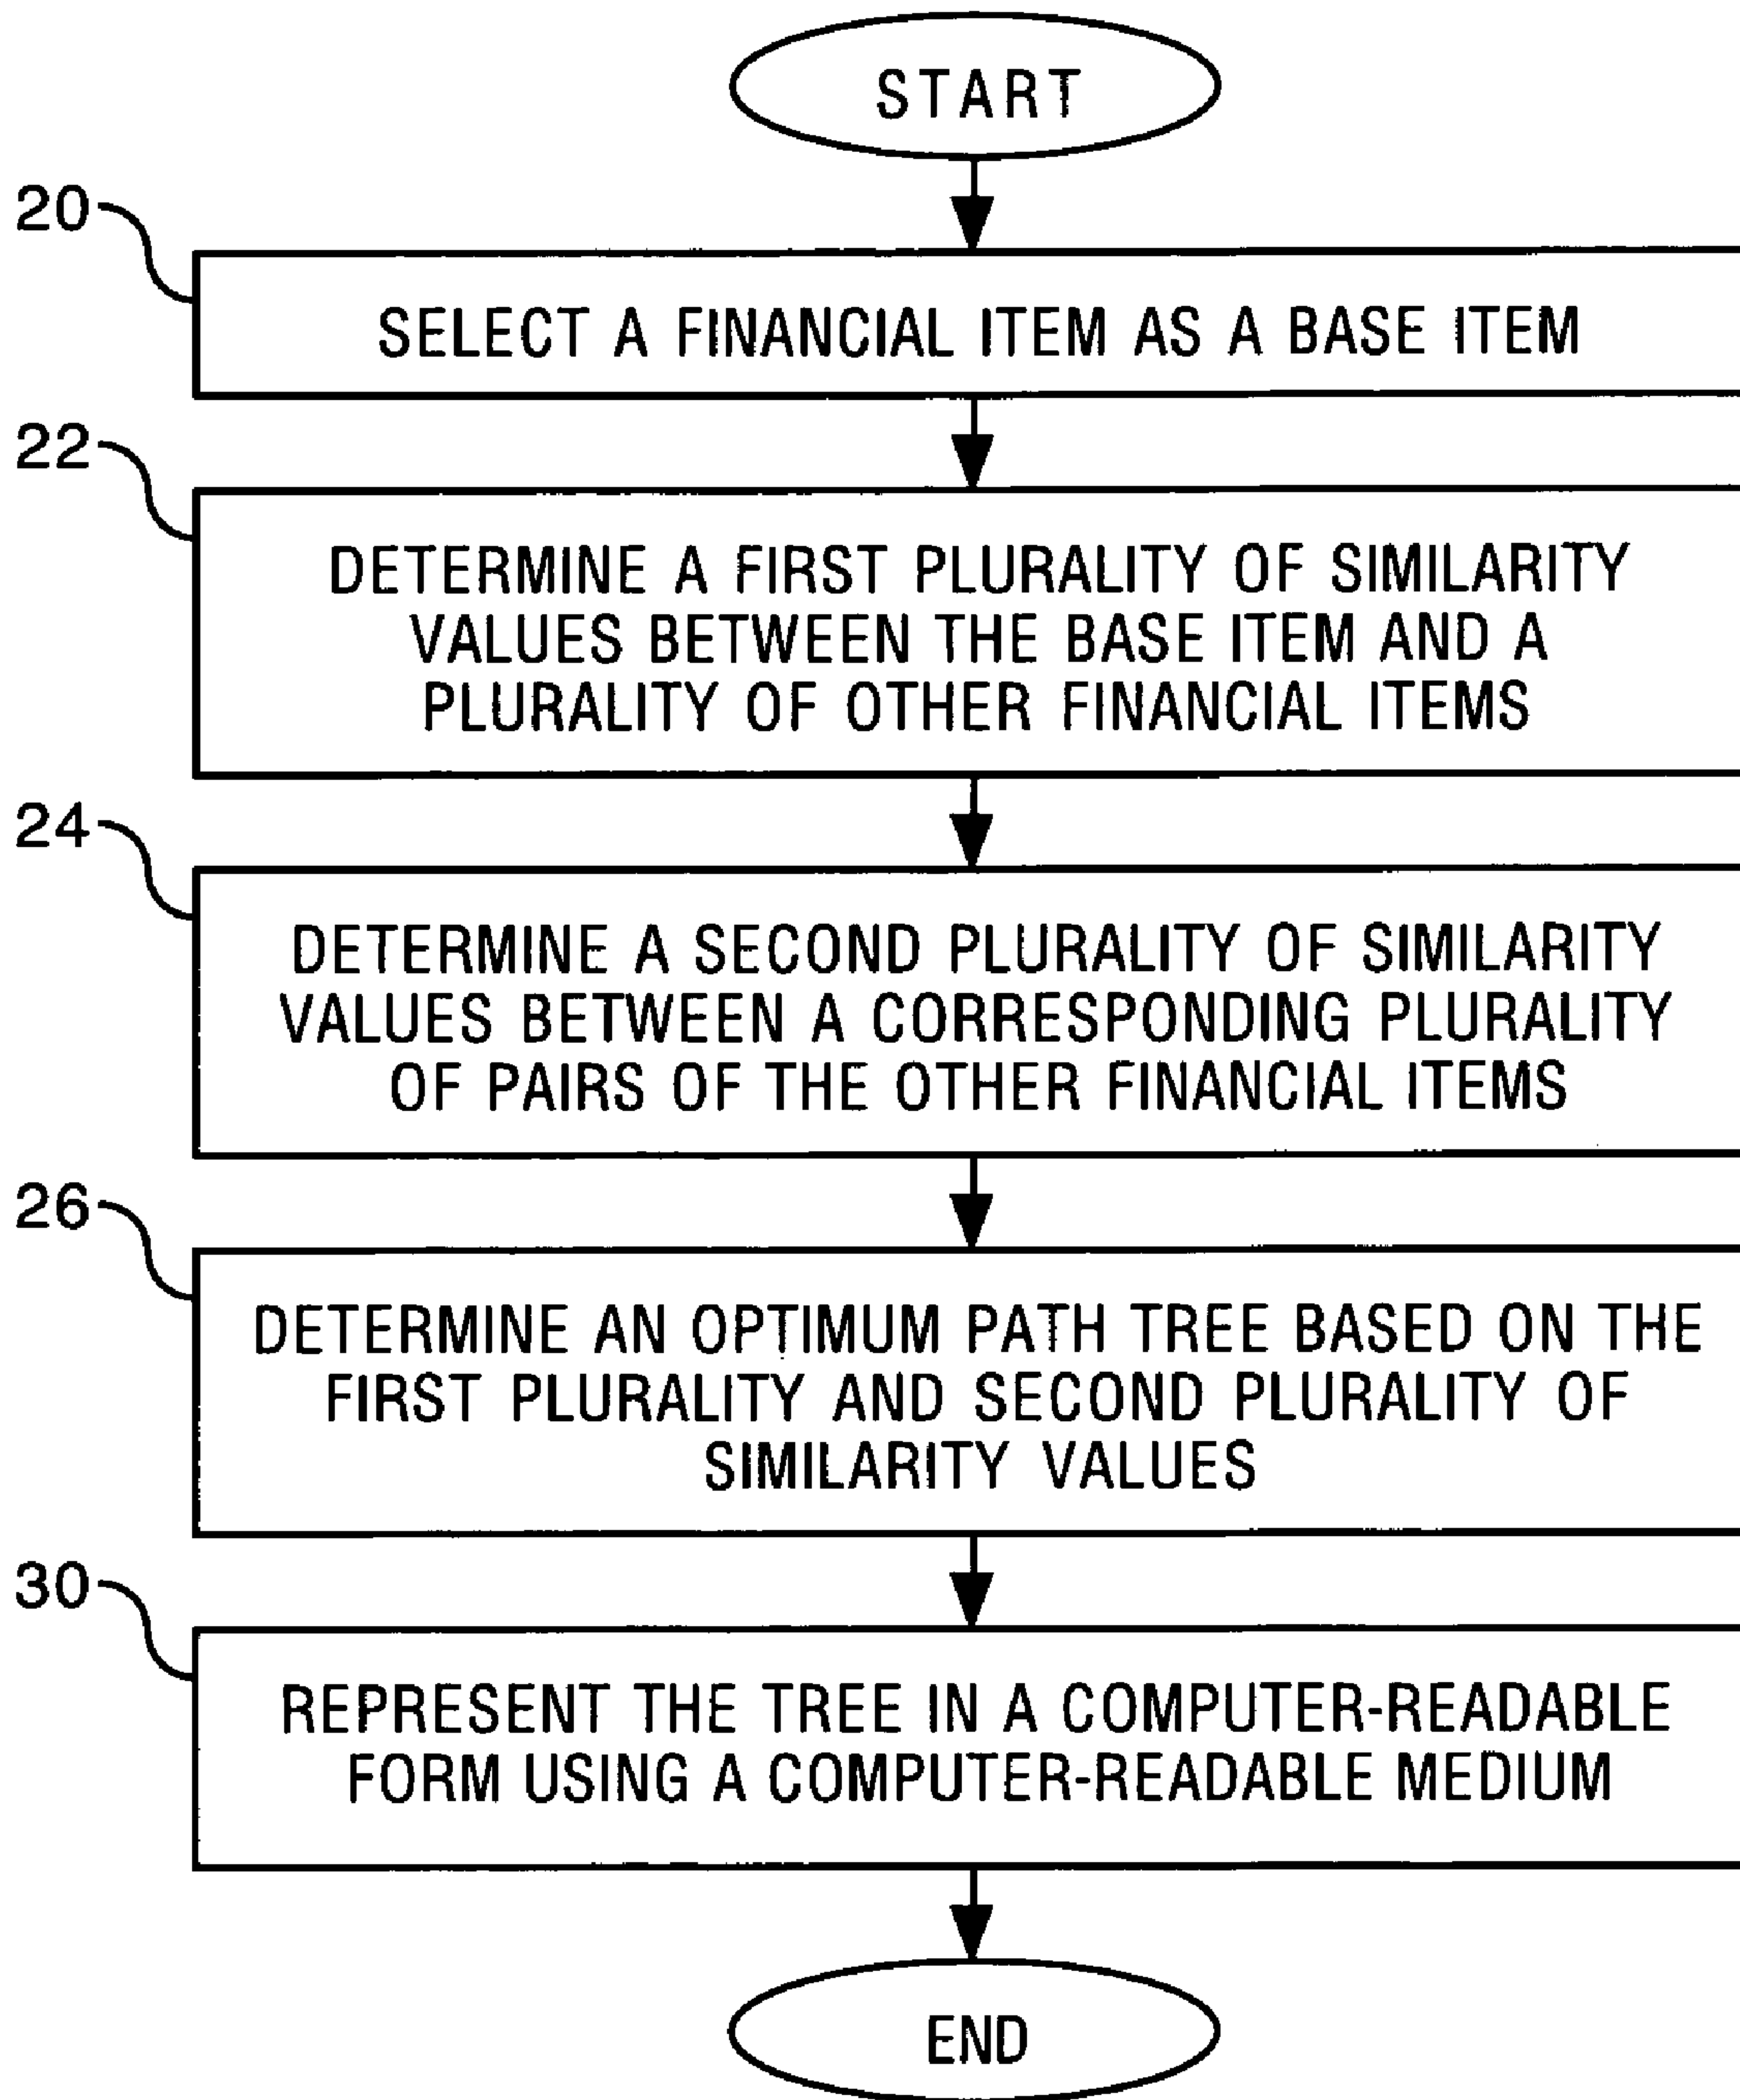 START
20
SELECT A FINANCIAL ITEM AS A BASE ITEM
22
DETERMINE A FIRST PLURALITY OF SIMILARITY
VALUES BETWEEN THE BASE ITEM AND A
PLURALITY OF OTHER FINANCIAL ITEMS
24
DETERMINE A SECOND PLURALITY OF SIMILARITY
VALUES BETWEEN A CORRESPONDING PLURALITY
OF PAIRS OF THE OTHER FINANCIAL ITEMS
26
DETERMINE AN OPTIMUM PATH TREE BASED ON THE
FIRST PLURALITY AND SECOND PLURALITY OF
SIMILARITY VALUES
30
REPRESENT THE TREE IN A COMPUTER-READABLE
FORM USING A COMPUTER-READABLE MEDIUM
END